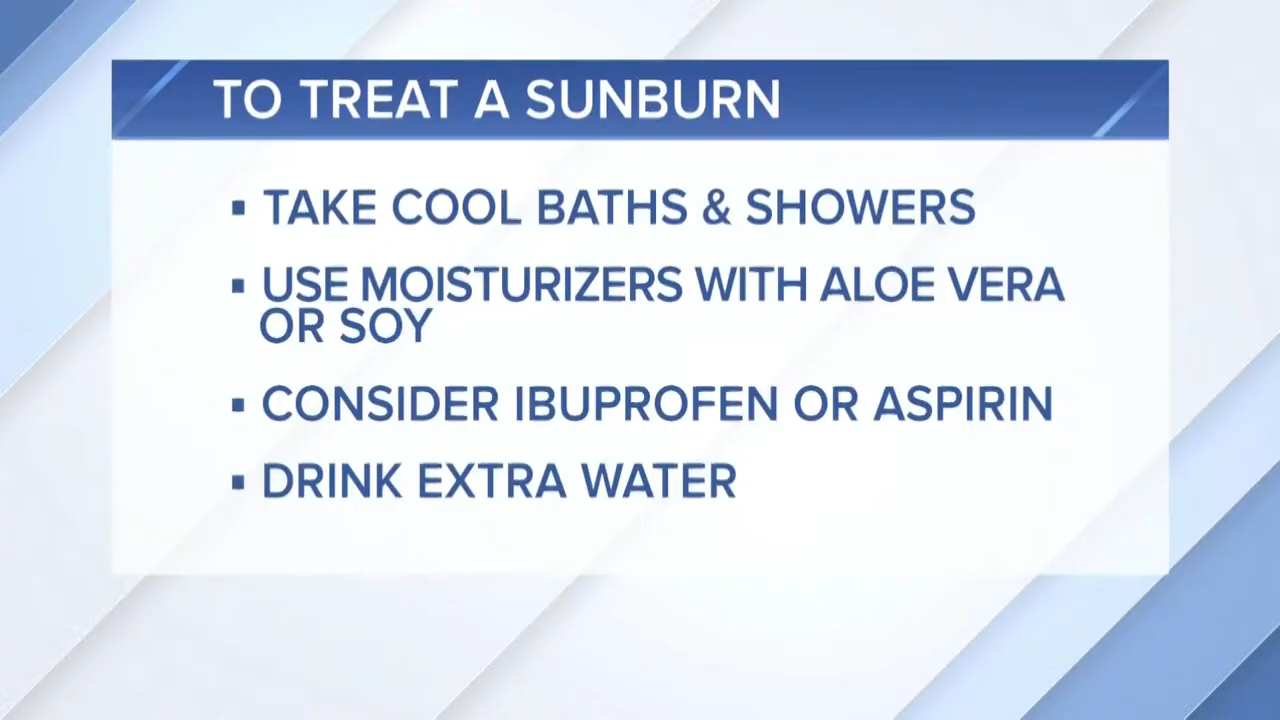 TO TREAT A SUNBURN
▪ TAKE COOL BATHS & SHOWERS
▪ USE MOISTURIZERS WITH ALOE VERA
OR SOY
▪ CONSIDER IBUPROFEN OR ASPIRIN
▪ DRINK EXTRA WATER